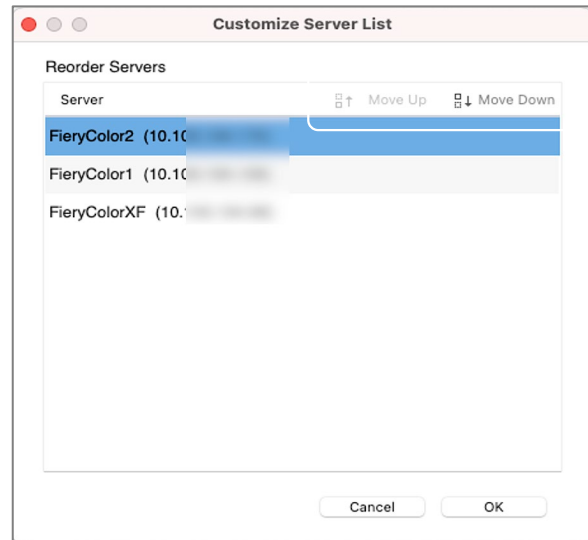 Customize Server List
Reorder Servers
Server Move Up Move Down
FieryColor2 (10.10
FieryColor1 (10.10
FieryColorXF (10.
Cancel OK